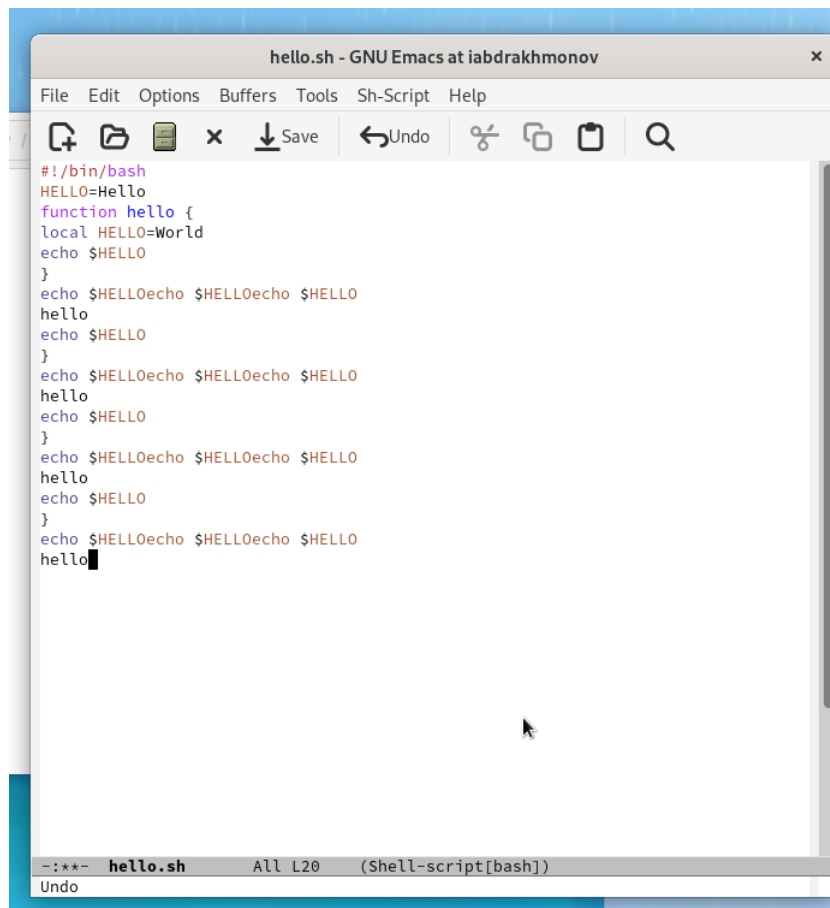 hello.sh - GNU Emacs at iabdrakhmonov
File Edit Options Buffers Tools Sh-Script Help
Save Undo
#!/bin/bash
HELLO=Hello
function hello {
local HELLO=World
echo $HELLO
}
echo $HELLOecho $HELLOecho $HELLO
hello
echo $HELLO
}
echo $HELLOecho $HELLOecho $HELLO
hello
echo $HELLO
}
echo $HELLOecho $HELLOecho $HELLO
hello
echo $HELLO
}
echo $HELLOecho $HELLOecho $HELLO
hello
-:**- hello.sh All L20 (Shell-script[bash])
Undo